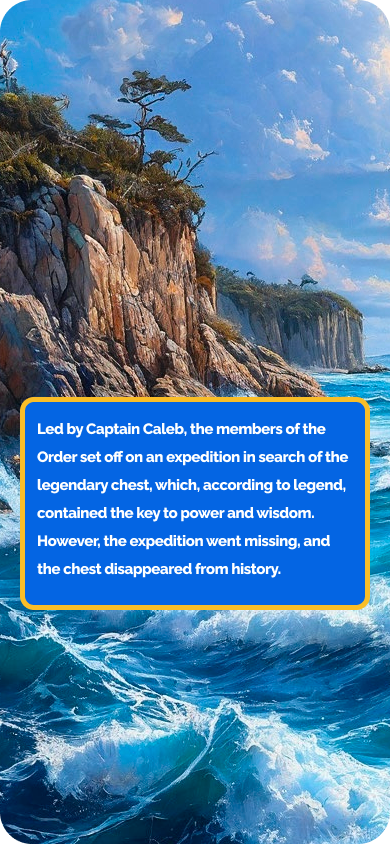 Led by Captain Caleb, the members of the
Order set off on an expedition in search of the
legendary chest, which, according to legend,
contained the key to power and wisdom.
However, the expedition went missing, and
the chest disappeared from history.